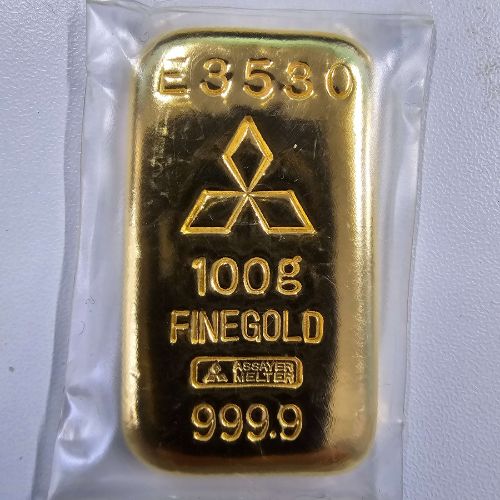 E3530
100g
FINEGOLD
ASSAYER
MELTER
999.9